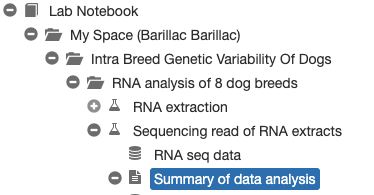 Lab Notebook
My Space (Barillac Barillac)
Intra Breed Genetic Variability Of Dogs
RNA analysis of 8 dog breeds
RNA extraction
Sequencing read of RNA extracts
RNA seq data
Summary of data analysis